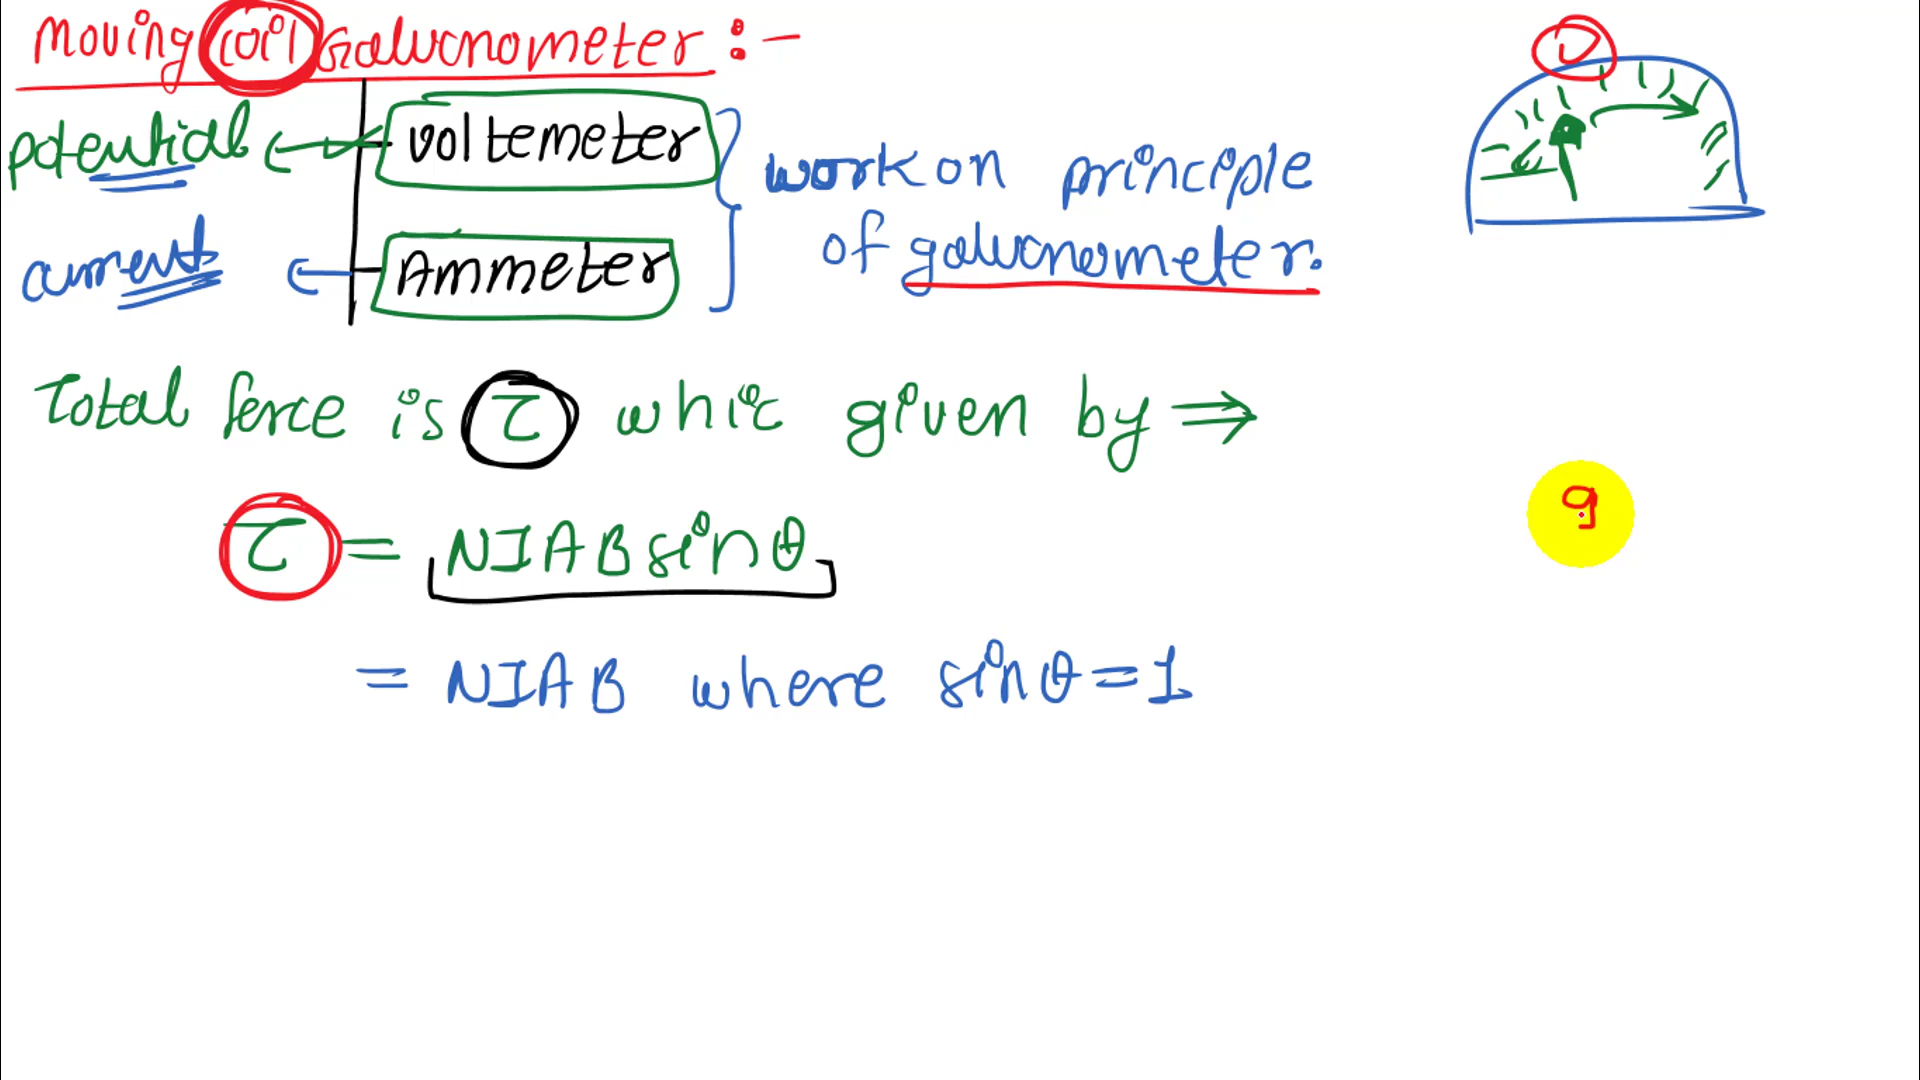 Moving coil Galvanometer :-
potential voltemeter
current Ammeter
work on principle
of galvanometer.
Total force is τ whic given by ⇒
τ = NIABsinθ
= NIAB where sinθ=1
9